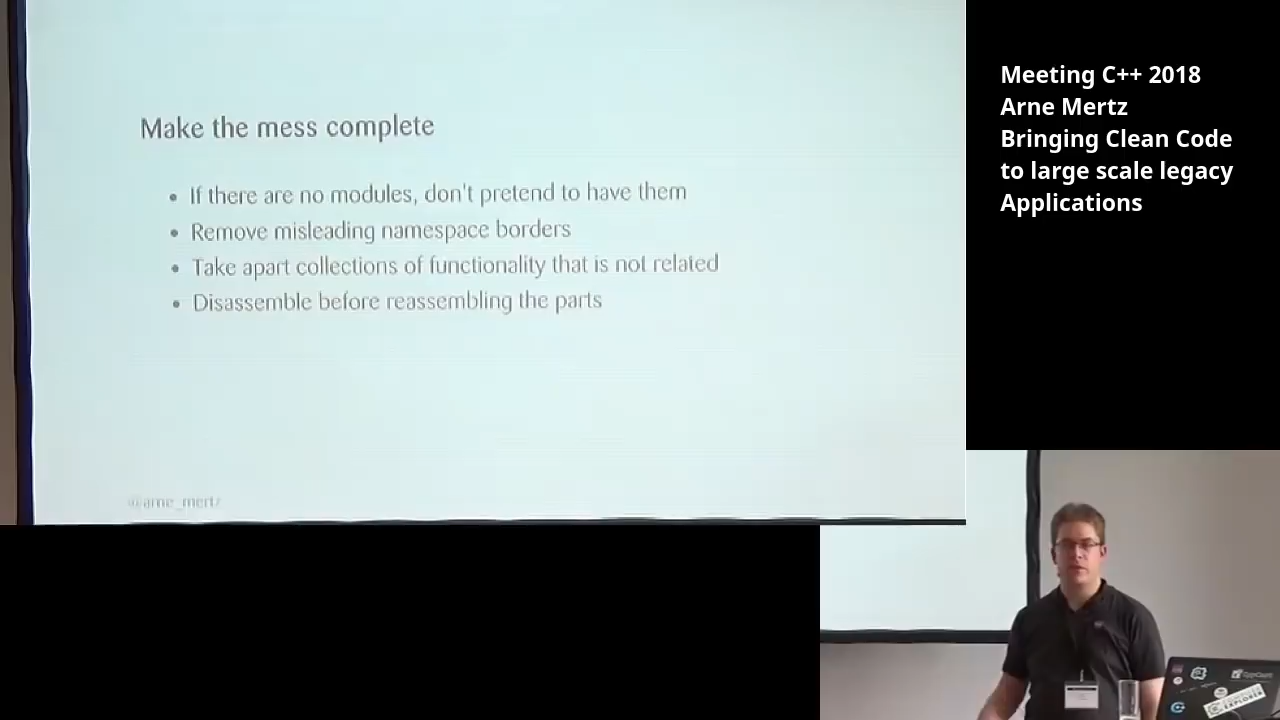 Make the mess complete
If there are no modules, don't pretend to have them
Remove misleading namespace borders
Take apart collections of functionality that is not related
Disassemble before reassembling the parts
@arne_mertz
Meeting C++ 2018
Arne Mertz
Bringing Clean Code
to large scale legacy
Applications
EXPLORER